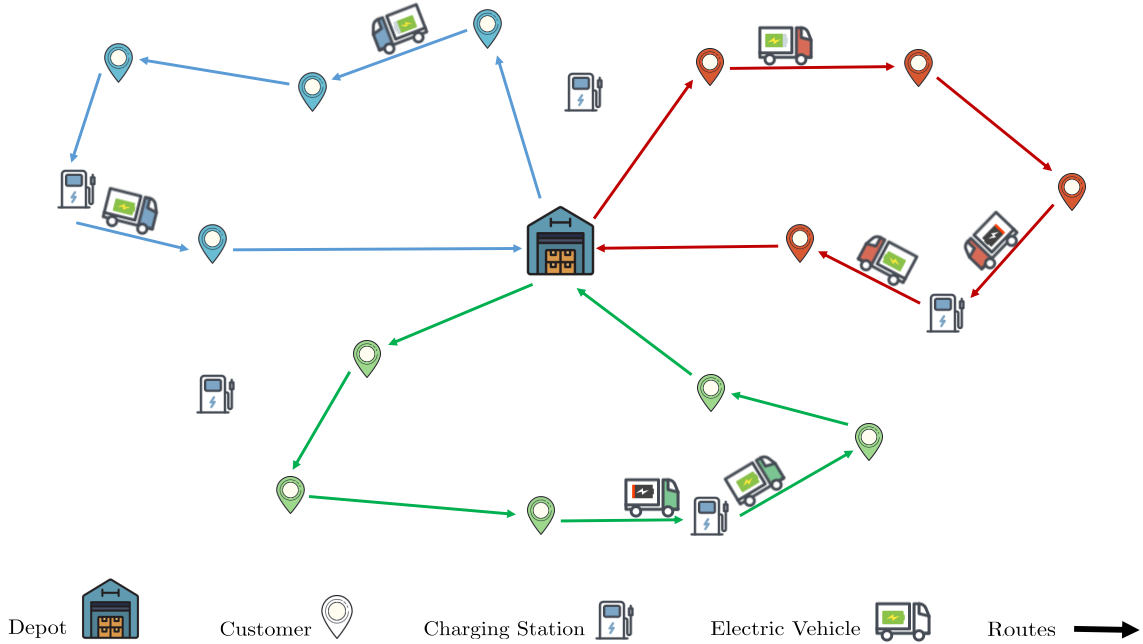 Depot
Customer
Charging Station
Electric Vehicle
Routes